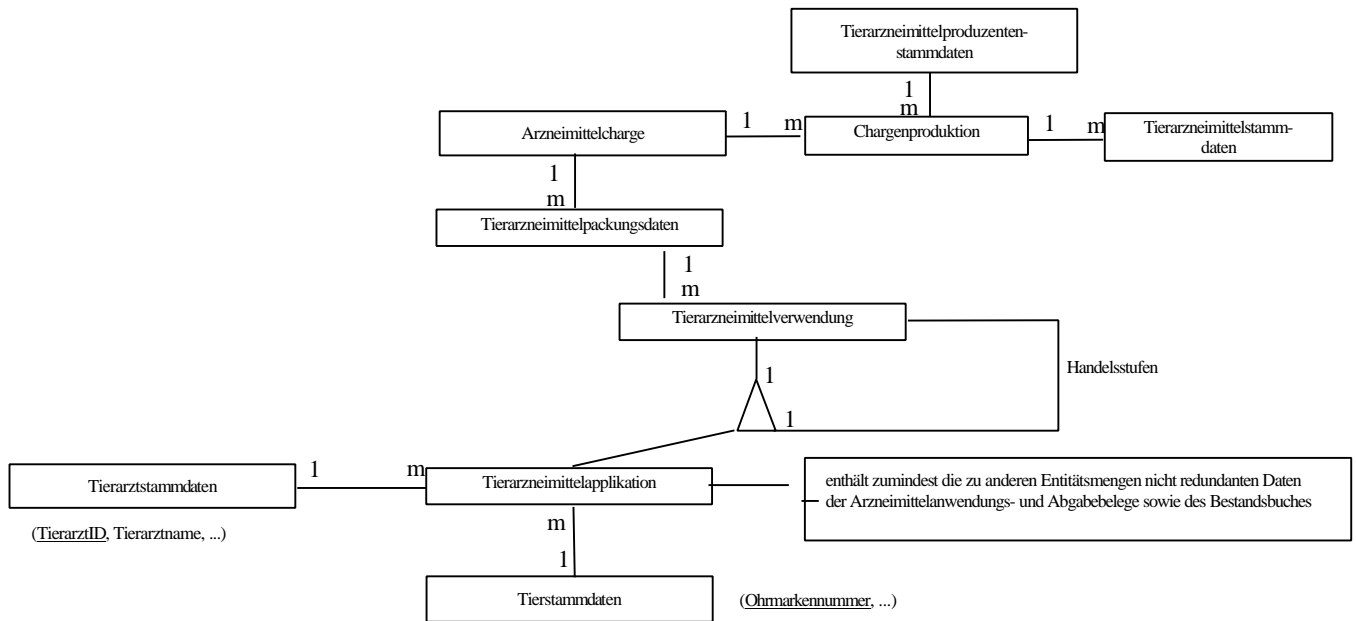 Tierarzneimittelproduzenten-
stammdaten
1
m
Arzneimittelcharge
1
m
Chargenproduktion
1
m
Tierarzneimittelstamm-
daten
1
m
Tierarzneimittelpackungsdaten
1
m
Tierarzneimittelverwendung
Handelsstufen
1
1
Tierarztstammdaten
1
m
Tierarzneimittelapplikation
enthält zumindest die zu anderen Entitätsmengen nicht redundanten Daten
der Arzneimittelanwendungs- und Abgabebelege sowie des Bestandsbuches
(TierarztID, Tierarztname, ...)
m
1
Tierstammdaten
(Ohrmarkennummer, ...)